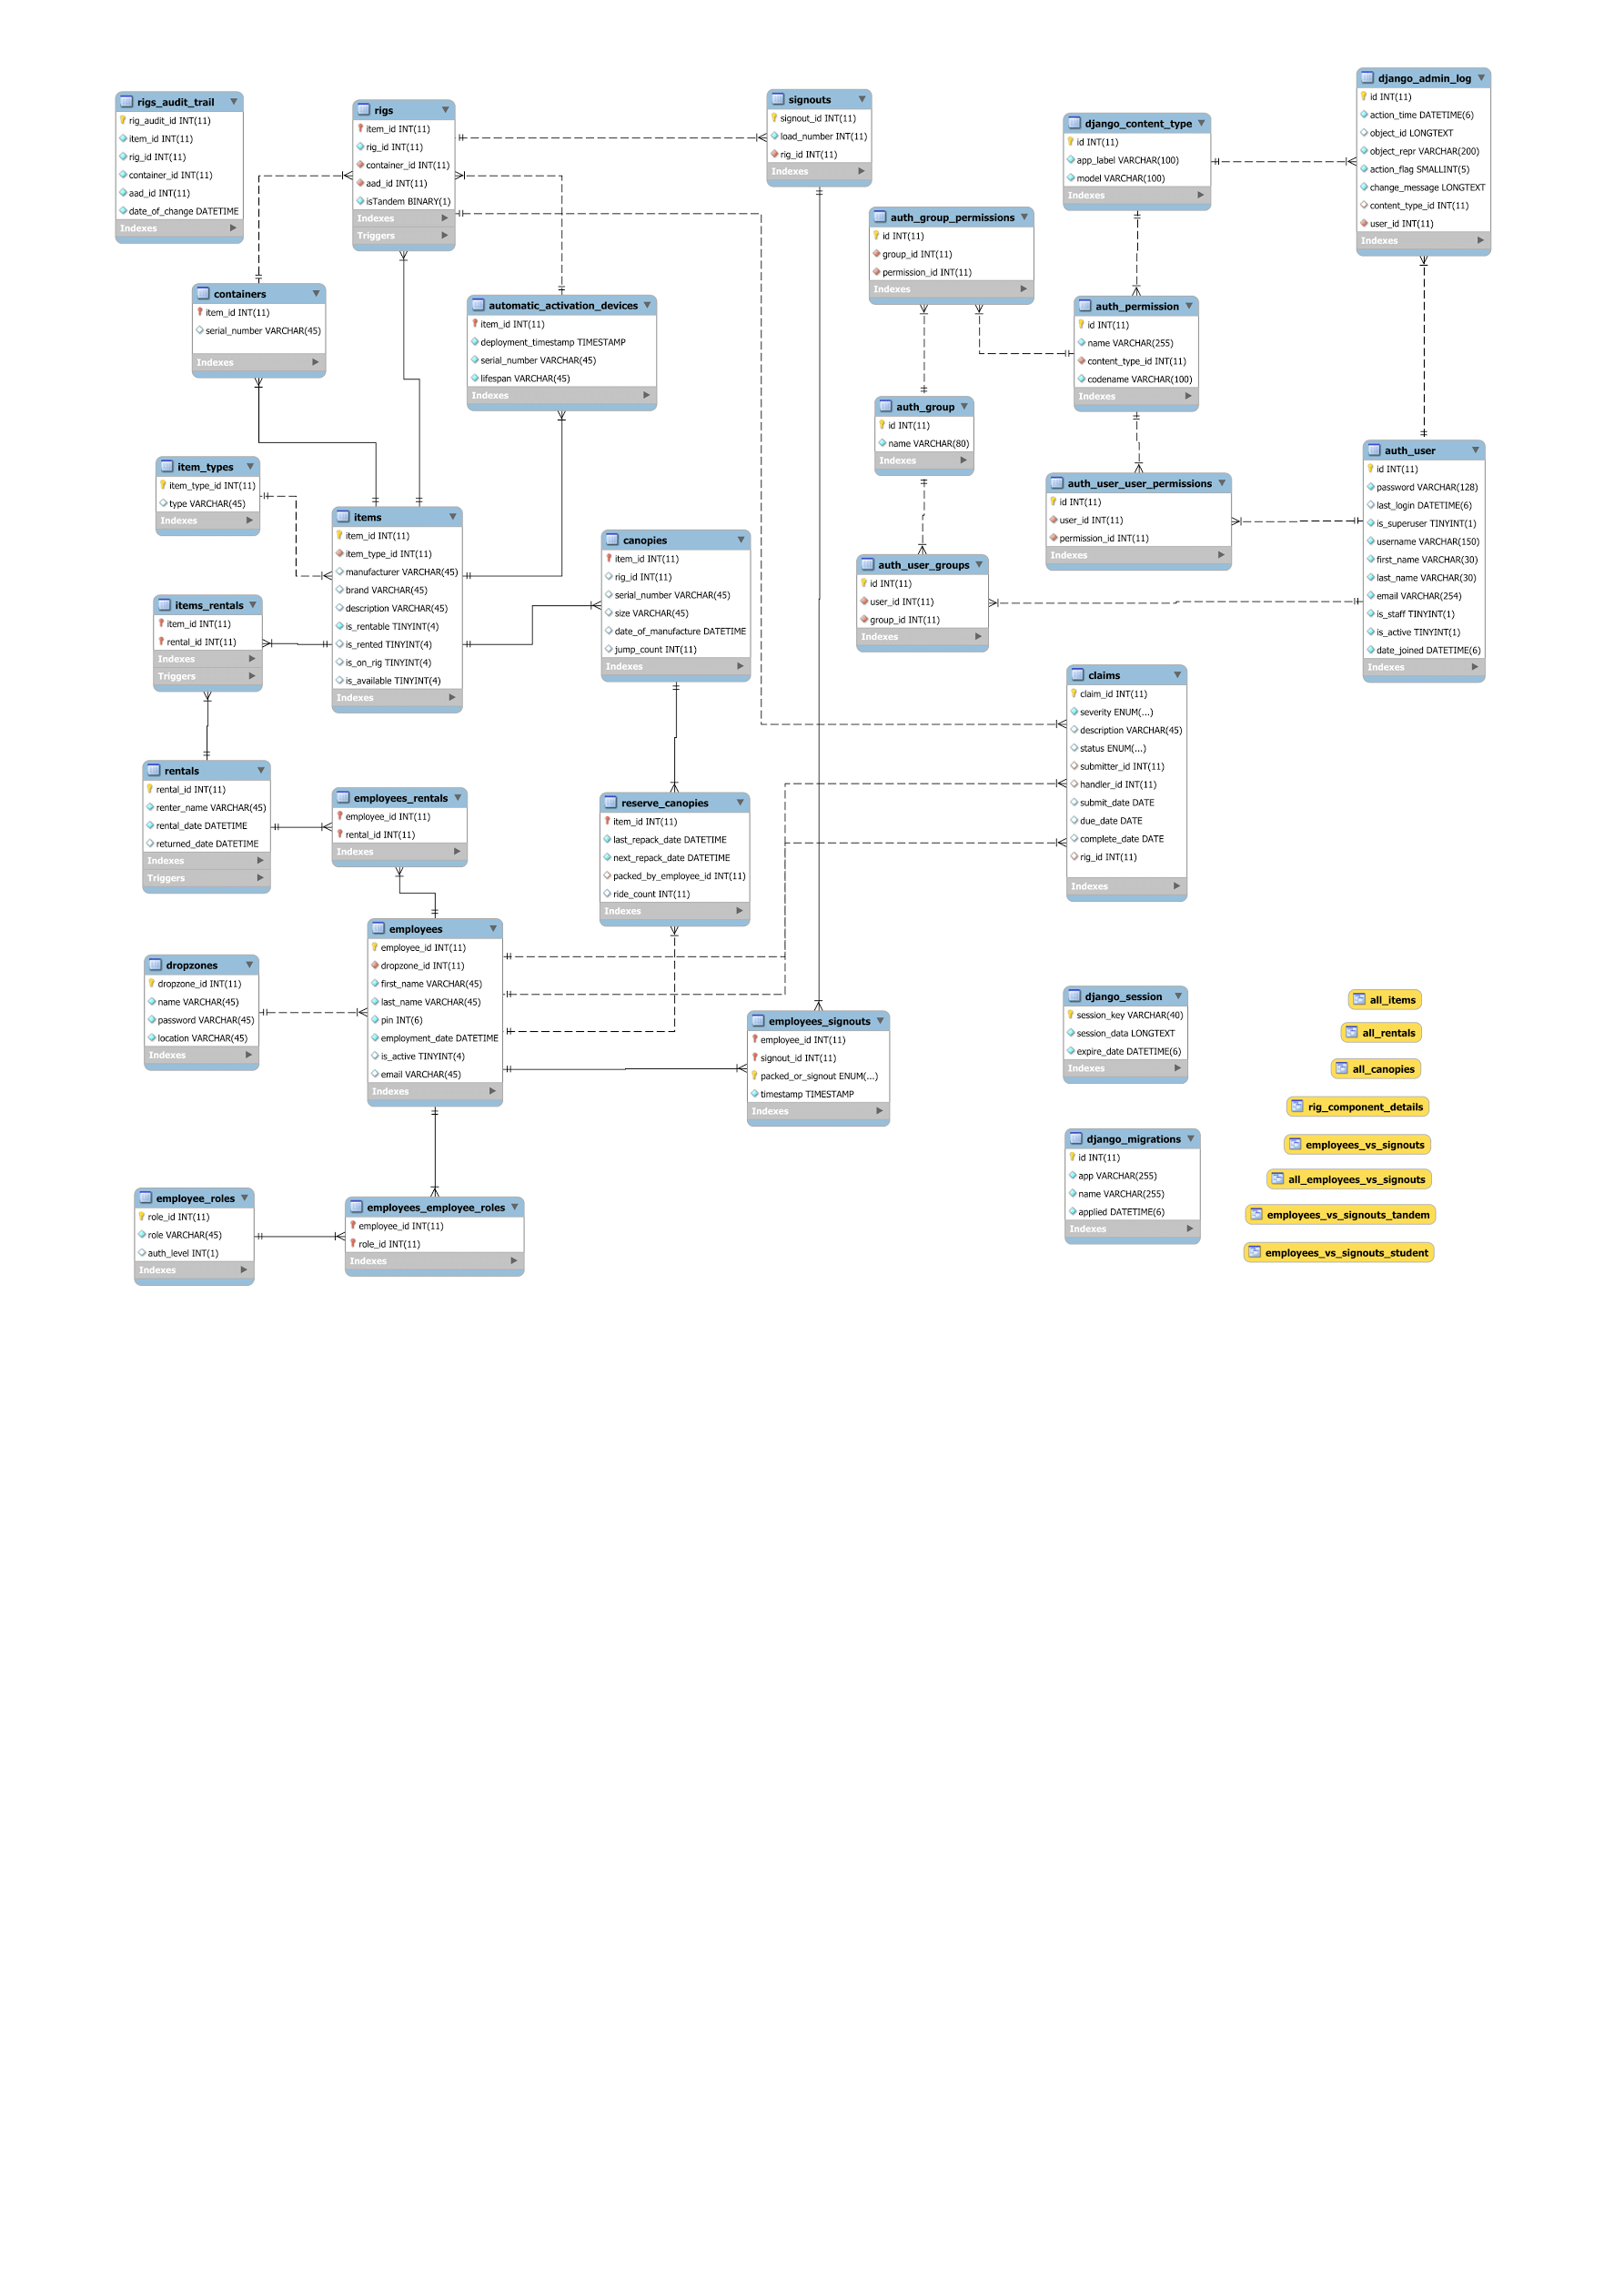 rigs_audit_trail
rig_audit_id INT(11)
item_id INT(11)
rig_id INT(11)
container_id INT(11)
aad_id INT(11)
date_of_change DATETIME
Indexes
rigs
item_id INT(11)
rig_id INT(11)
container_id INT(11)
aad_id INT(11)
isTandem BINARY(1)
Indexes
Triggers
signouts
signout_id INT(11)
load_number INT(11)
rig_id INT(11)
Indexes
django_content_type
id INT(11)
app_label VARCHAR(100)
model VARCHAR(100)
Indexes
django_admin_log
id INT(11)
action_time DATETIME(6)
object_id LONGTEXT
object_repr VARCHAR(200)
action_flag SMALLINT(5)
change_message LONGTEXT
content_type_id INT(11)
user_id INT(11)
Indexes
auth_group_permissions
id INT(11)
group_id INT(11)
permission_id INT(11)
Indexes
containers
item_id INT(11)
serial_number VARCHAR(45)
Indexes
automatic_activation_devices
item_id INT(11)
deployment_timestamp TIMESTAMP
serial_number VARCHAR(45)
lifespan VARCHAR(45)
Indexes
auth_permission
id INT(11)
name VARCHAR(255)
content_type_id INT(11)
codename VARCHAR(100)
Indexes
auth_group
id INT(11)
name VARCHAR(80)
Indexes
auth_user
id INT(11)
password VARCHAR(128)
last_login DATETIME(6)
is_superuser TINYINT(1)
username VARCHAR(150)
first_name VARCHAR(30)
last_name VARCHAR(30)
email VARCHAR(254)
is_staff TINYINT(1)
is_active TINYINT(1)
date_joined DATETIME(6)
Indexes
item_types
item_type_id INT(11)
type VARCHAR(45)
Indexes
auth_user_user_permissions
id INT(11)
user_id INT(11)
permission_id INT(11)
Indexes
items
item_id INT(11)
item_type_id INT(11)
manufacturer VARCHAR(45)
brand VARCHAR(45)
description VARCHAR(45)
is_rentable TINYINT(4)
is_rented TINYINT(4)
is_on_rig TINYINT(4)
is_available TINYINT(4)
Indexes
canopies
item_id INT(11)
rig_id INT(11)
serial_number VARCHAR(45)
size VARCHAR(45)
date_of_manufacture DATETIME
jump_count INT(11)
Indexes
auth_user_groups
id INT(11)
user_id INT(11)
group_id INT(11)
Indexes
items_rentals
item_id INT(11)
rental_id INT(11)
Indexes
Triggers
claims
claim_id INT(11)
severity ENUM(...)
description VARCHAR(45)
status ENUM(...)
submitter_id INT(11)
handler_id INT(11)
submit_date DATE
due_date DATE
complete_date DATE
rig_id INT(11)
Indexes
rentals
rental_id INT(11)
renter_name VARCHAR(45)
rental_date DATETIME
returned_date DATETIME
Indexes
Triggers
employees_rentals
employee_id INT(11)
rental_id INT(11)
Indexes
reserve_canopies
item_id INT(11)
last_repack_date DATETIME
next_repack_date DATETIME
packed_by_employee_id INT(11)
ride_count INT(11)
Indexes
employees
employee_id INT(11)
dropzone_id INT(11)
first_name VARCHAR(45)
last_name VARCHAR(45)
pin INT(6)
employment_date DATETIME
is_active TINYINT(4)
email VARCHAR(45)
Indexes
dropzones
dropzone_id INT(11)
name VARCHAR(45)
password VARCHAR(45)
location VARCHAR(45)
Indexes
employees_signouts
employee_id INT(11)
signout_id INT(11)
packed_or_signout ENUM(...)
timestamp TIMESTAMP
Indexes
django_session
session_key VARCHAR(40)
session_data LONGTEXT
expire_date DATETIME(6)
Indexes
django_migrations
id INT(11)
app VARCHAR(255)
name VARCHAR(255)
applied DATETIME(6)
Indexes
all_items
all_rentals
all_canopies
rig_component_details
employees_vs_signouts
all_employees_vs_signouts
employees_vs_signouts_tandem
employees_vs_signouts_student
employee_roles
role_id INT(11)
role VARCHAR(45)
auth_level INT(1)
Indexes
employees_employee_roles
employee_id INT(11)
role_id INT(11)
Indexes